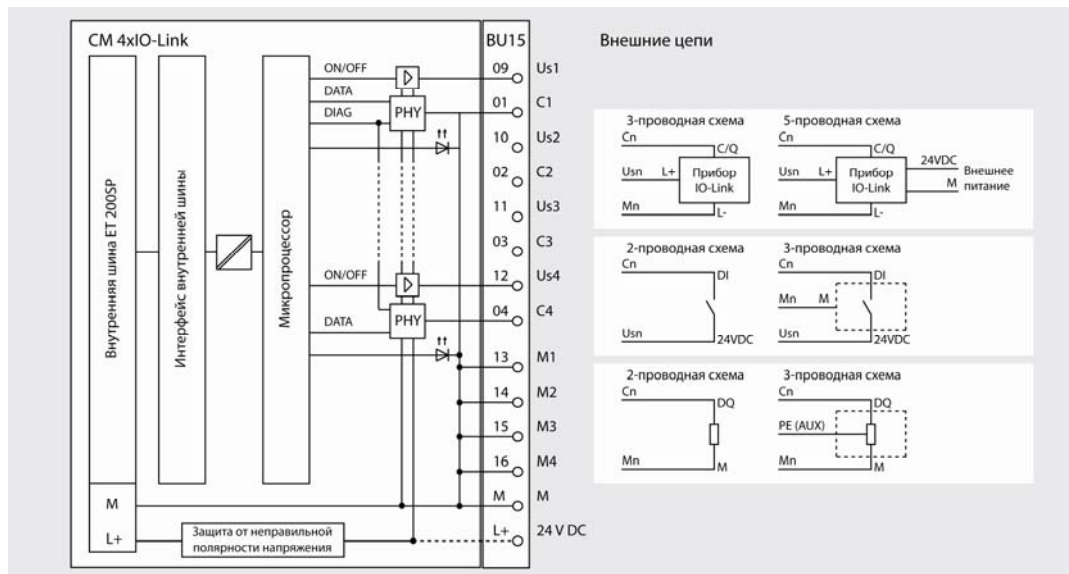 CM 4xIO-Link
BU15
Внешние цепи
Внутренняя шина ET 200SP
Интерфейс внутренней шины
Микропроцессор
ON/OFF
DATA
DIAG
PHY
ON/OFF
DATA
PHY
M
L+
Защита от неправильной
полярности напряжения
09 Us1
01 C1
10 Us2
02 C2
11 Us3
03 C3
12 Us4
04 C4
13 M1
14 M2
15 M3
16 M4
M M
L+ 24 V DC
3-проводная схема
Cn
C/Q
Usn L+ Прибор
IO-Link
Mn
L-
5-проводная схема
Cn
C/Q
Usn L+ Прибор
IO-Link
24VDC
M
Внешнее
питание
Mn
L-
2-проводная схема
Cn
DI
Usn
24VDC
3-проводная схема
Cn
DI
Mn M
Usn
24VDC
2-проводная схема
Cn
DQ
Mn
M
3-проводная схема
Cn
DQ
PE (AUX)
Mn
M